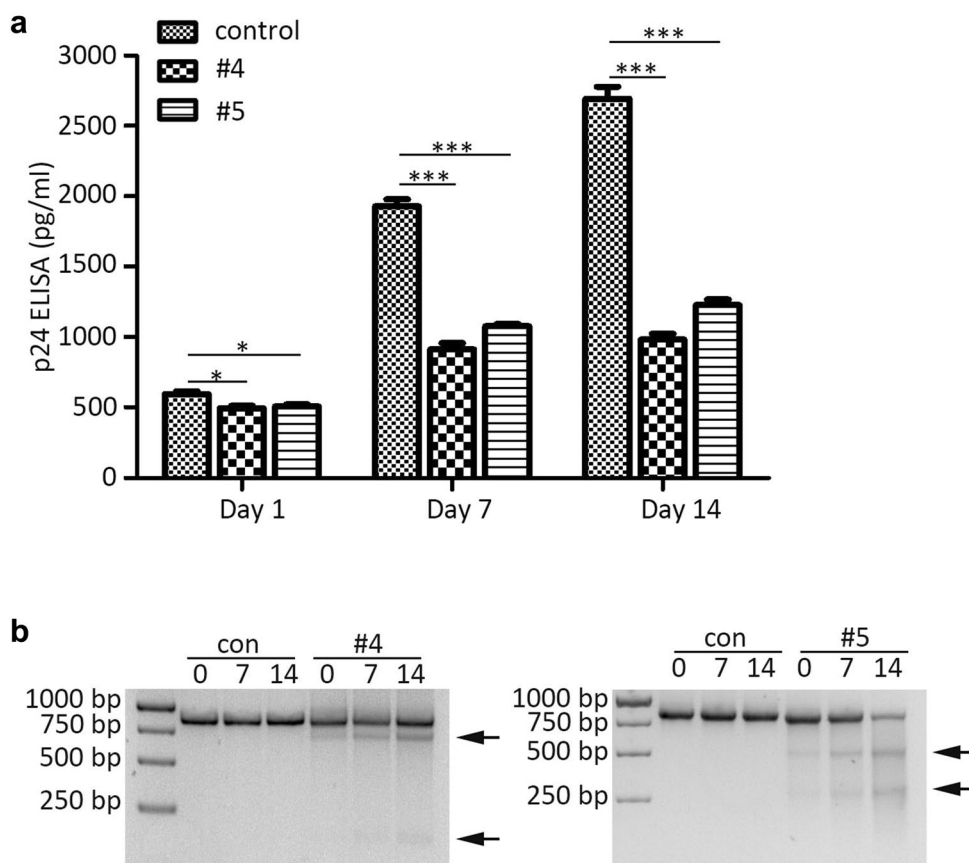 a
control
#4
#5
p24 ELISA (pg/ml)
3000
2500
2000
1500
1000
500
0
* * *** *** *** ***
Day 1 Day 7 Day 14
b
con #4
0 7 14 0 7 14
1000 bp
750 bp
500 bp
250 bp
con #5
0 7 14 0 7 14
1000 bp
750 bp
500 bp
250 bp